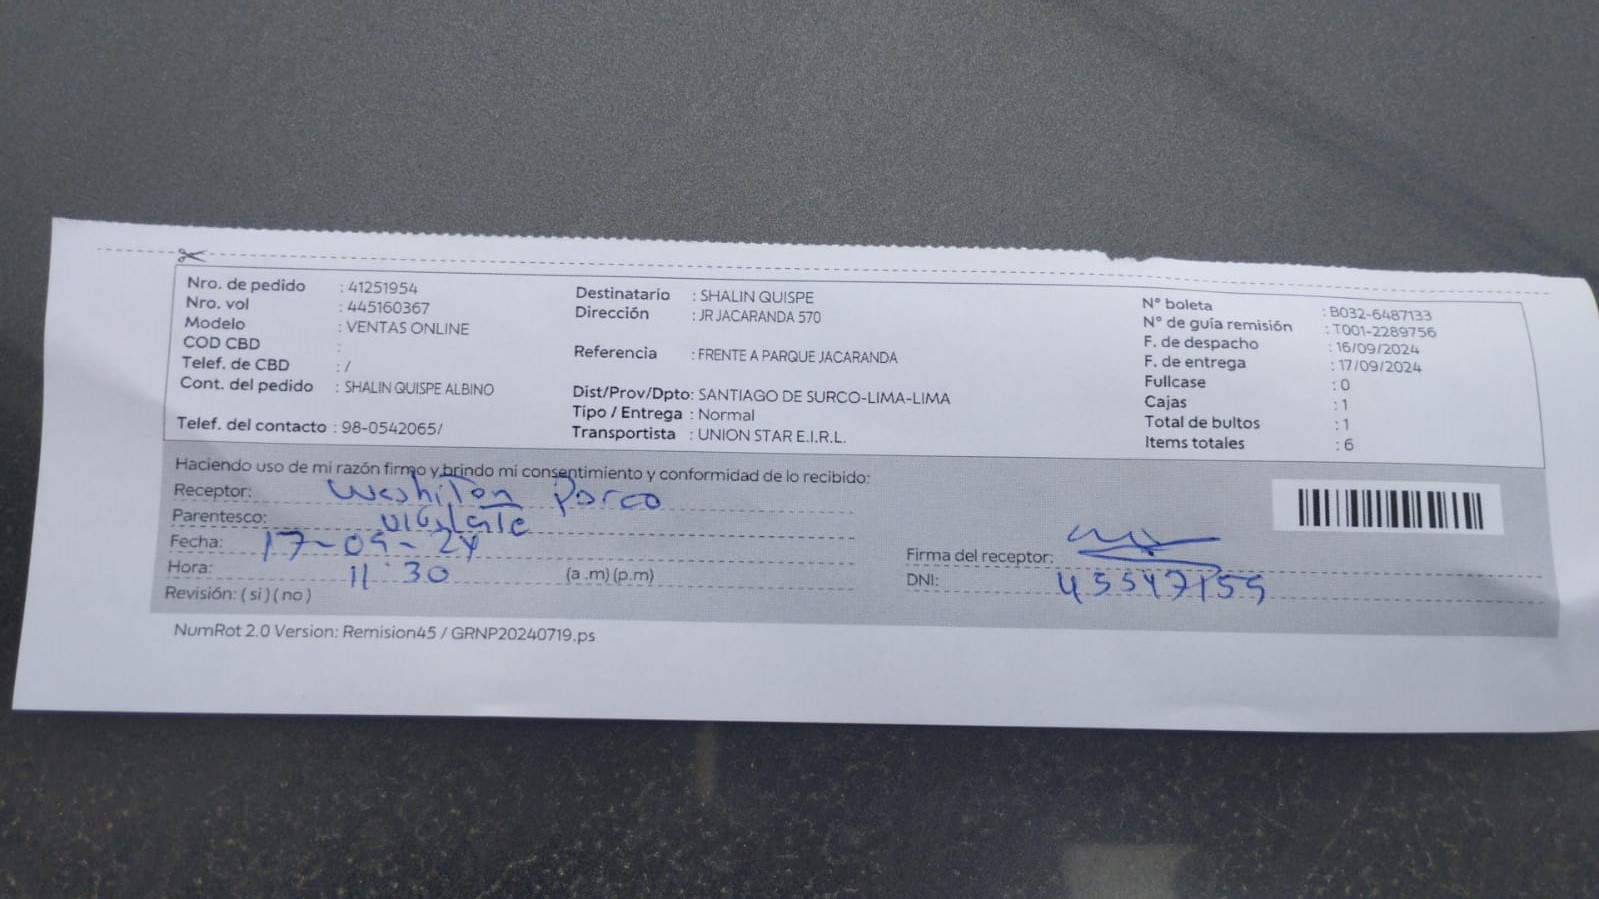 Nro. de pedido : 41251954
Nro. vol : 445160367
Modelo : VENTAS ONLINE
COD CBD :
Telef. de CBD : /
Cont. del pedido : SHALIN QUISPE ALBINO
Telef. del contacto : 98-0542065/
Destinatario : SHALIN QUISPE
Dirección : JR JACARANDA 570
Referencia : FRENTE A PARQUE JACARANDA
Dist/Prov/Dpto: SANTIAGO DE SURCO-LIMA-LIMA
Tipo / Entrega : Normal
Transportista : UNION STAR E.I.R.L.
N° boleta : B032-6487133
N° de guía remisión : T001-2289756
F. de despacho : 16/09/2024
F. de entrega : 17/09/2024
Fullcase : 0
Cajas : 1
Total de bultos : 1
Items totales : 6
Haciendo uso de mi razón firmo y brindo mi consentimiento y conformidad de lo recibido:
Receptor: Washiton Porco
Parentesco: vigilate
Fecha: 17-09-24
Hora: 11:30 (a .m) (p.m)
Revisión: ( si ) ( no )
Firma del receptor:
DNI: 45547159
NumRot 2.0 Version: Remision45 / GRNP20240719.ps